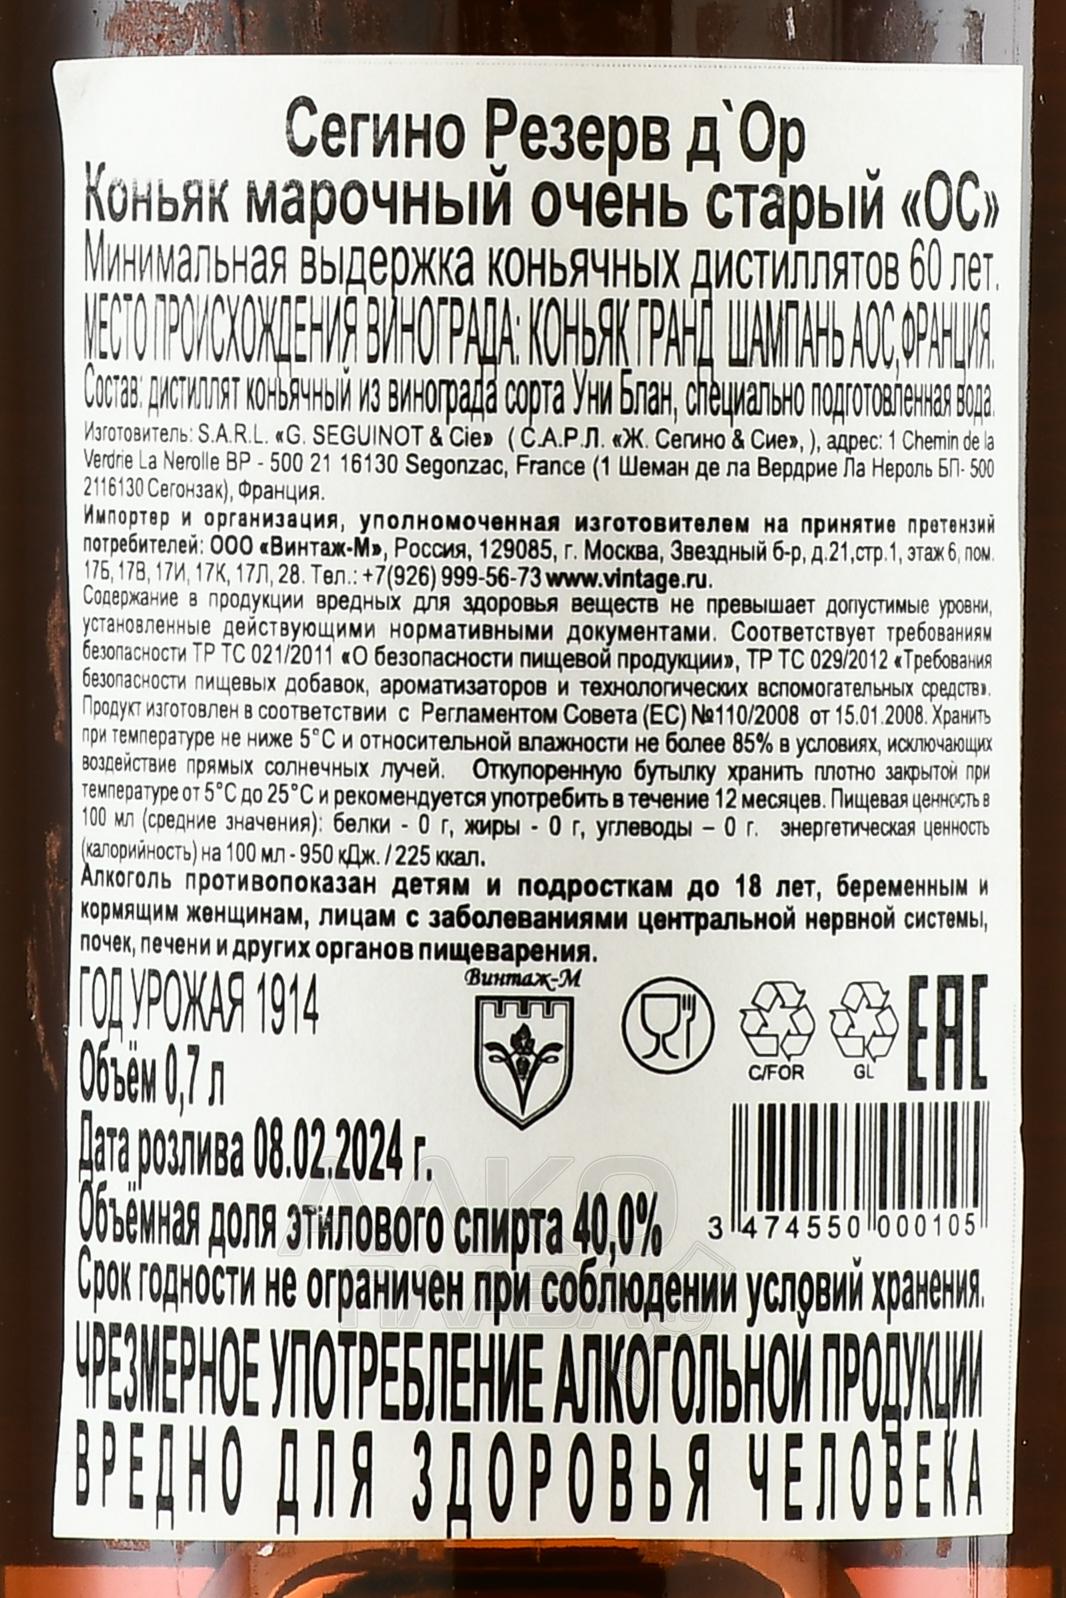 Сегино Резерв д`Ор
Коньяк марочный очень старый «ОС»
Минимальная выдержка коньячных дистиллятов 60 лет.
МЕСТО ПРОИСХОЖДЕНИЯ ВИНОГРАДА: КОНЬЯК ГРАНД ШАМПАНЬ АОС, ФРАНЦИЯ.
Состав: дистиллят коньячный из винограда сорта Уни Блан, специально подготовленная вода.
Изготовитель: S.A.R.L. «G. SEGUINOT & Cie» ( С.А.Р.Л. «Ж. Сегино & Сие», ), адрес: 1 Chemin de la
Verdrie La Nerolle BP - 500 21 16130 Segonzac, France (1 Шеман де ла Вердрие Ла Нероль БП- 500
2116130 Сегонзак), Франция.
Импортер и организация, уполномоченная изготовителем на принятие претензий
потребителей: ООО «Винтаж-М», Россия, 129085, г. Москва, Звездный б-р, д.21,стр.1, этаж 6, пом.
17Б, 17В, 17И, 17К, 17Л, 28. Тел.: +7(926) 999-56-73 www.vintage.ru.
Содержание в продукции вредных для здоровья веществ не превышает допустимые уровни,
установленные действующими нормативными документами. Соответствует требованиям
безопасности ТР ТС 021/2011 «О безопасности пищевой продукции», ТР ТС 029/2012 «Требования
безопасности пищевых добавок, ароматизаторов и технологических вспомогательных средств».
Продукт изготовлен в соответствии с Регламентом Совета (ЕС) №110/2008 от 15.01.2008. Хранить
при температуре не ниже 5°С и относительной влажности не более 85% в условиях, исключающих
воздействие прямых солнечных лучей. Откупоренную бутылку хранить плотно закрытой при
температуре от 5°С до 25°С и рекомендуется употребить в течение 12 месяцев. Пищевая ценность в
100 мл (средние значения): белки - 0 г, жиры - 0 г, углеводы – 0 г. энергетическая ценность
(калорийность) на 100 мл - 950 кДж. / 225 ккал.
Алкоголь противопоказан детям и подросткам до 18 лет, беременным и
кормящим женщинам, лицам с заболеваниями центральной нервной системы,
почек, печени и других органов пищеварения.
Винтаж-М
ГОД УРОЖАЯ 1914
EAC
C/FOR GL
Объём 0,7 л
Дата розлива 08.02.2024 г.
Объёмная доля этилового спирта 40,0%
3 474550 000105
Срок годности не ограничен при соблюдении условий хранения.
ЧРЕЗМЕРНОЕ УПОТРЕБЛЕНИЕ АЛКОГОЛЬНОЙ ПРОДУКЦИИ
ВРЕДНО ДЛЯ ЗДОРОВЬЯ ЧЕЛОВЕКА